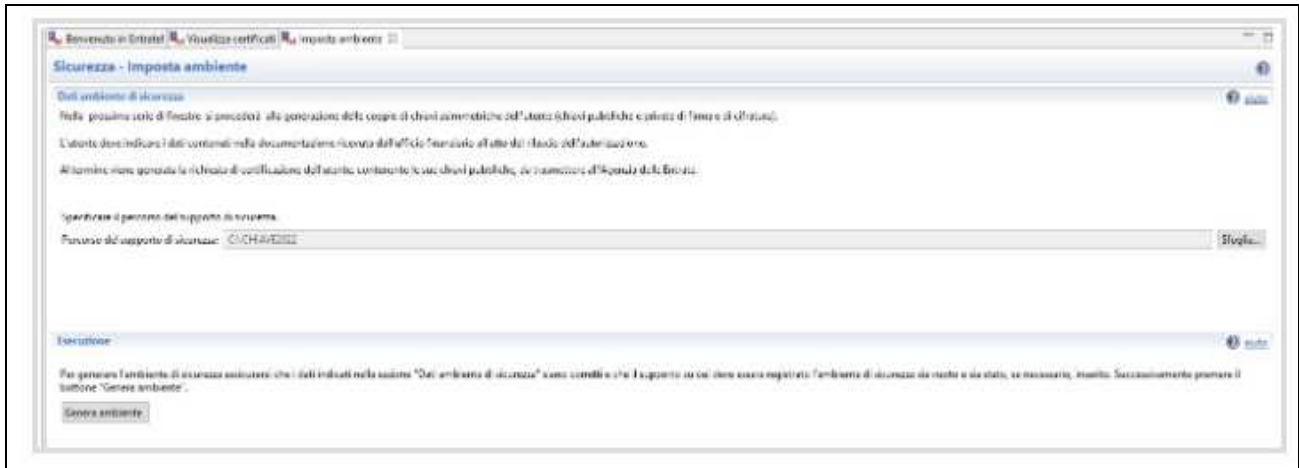 Benvenuto in Entratel Visualizza certificati Imposta ambiente
Sicurezza - Imposta ambiente
Dati ambiente di sicurezza aiuto
Nella prossima serie di finestre si procederà alla generazione delle coppie di chiavi asimmetriche dell'utente (chiavi pubbliche e private di firma e di cifratura).
L'utente deve indicare i dati contenuti nella documentazione ricevuta dall'ufficio finanziario all'atto del rilascio dell'autorizzazione.
Al termine viene generata la richiesta di certificazione dell'utente, contenente le sue chiavi pubbliche, da trasmettere all'Agenzia delle Entrate.
Specificare il percorso del supporto di sicurezza.
Percorso del supporto di sicurezza: C:\CHIAVE2022 Sfoglia...
Esecuzione aiuto
Per generare l'ambiente di sicurezza assicurarsi che i dati indicati nella sezione "Dati ambiente di sicurezza" siano corretti e che il supporto su cui deve essere registrato l'ambiente di sicurezza sia vuoto e sia stato, se necessario, inserito. Successivamente premere il
bottone "Genera ambiente".
Genera ambiente